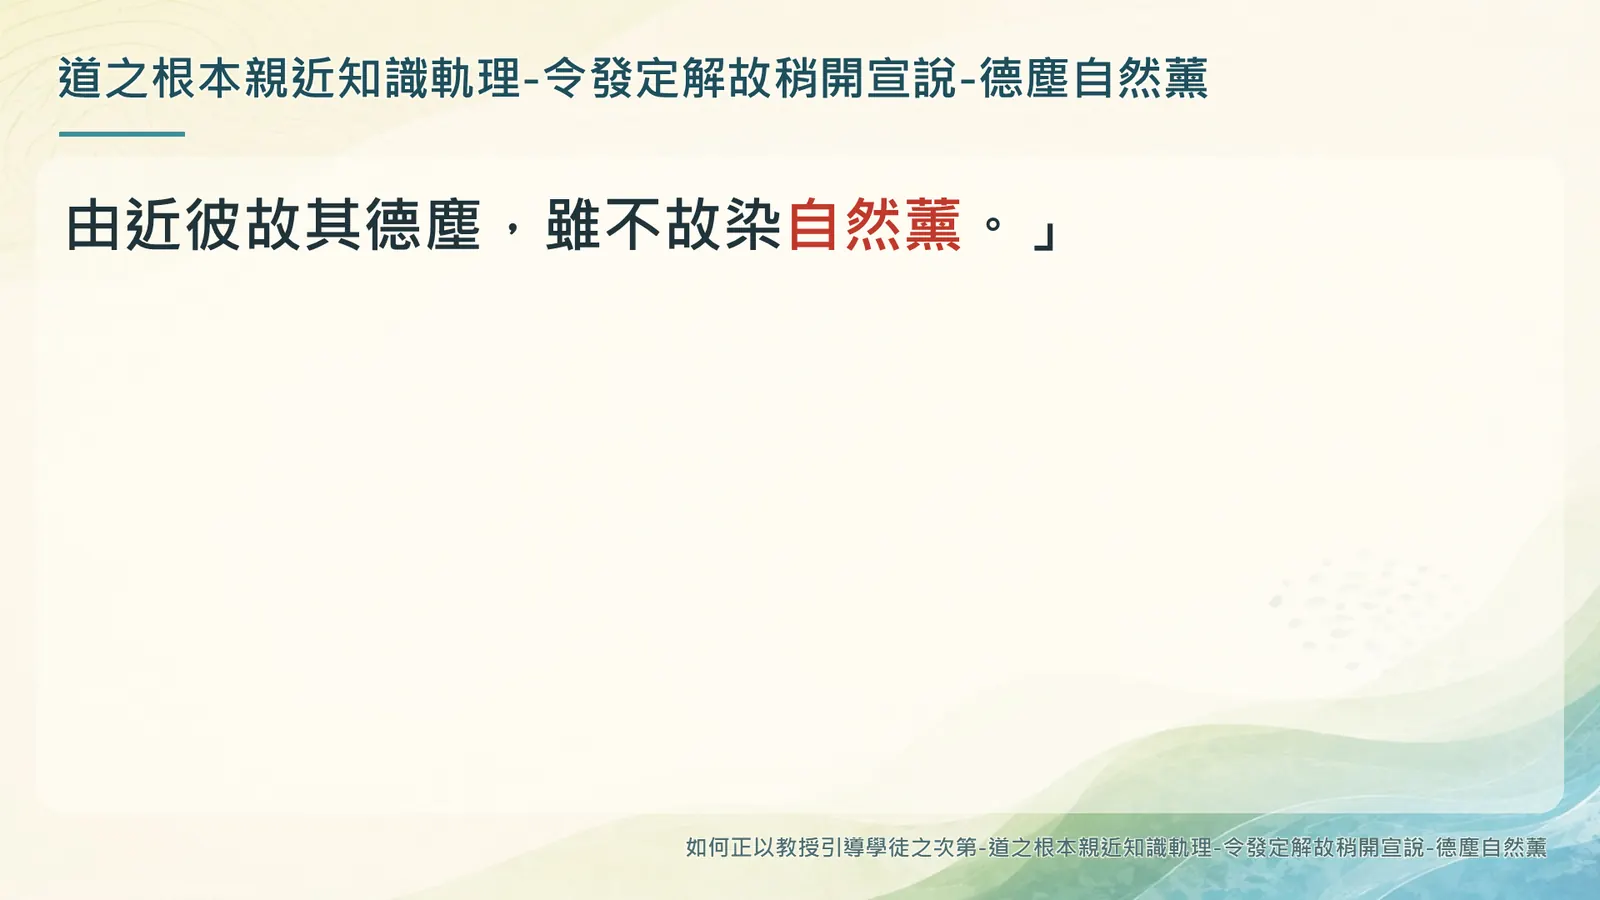 道之根本親近知識軌理-令發定解故稍開宣說-德塵自然薰
由近彼故其德塵，雖不故染自然薰。」
如何正以教授引導學徒之次第-道之根本親近知識軌理-令發定解故稍開宣說-德塵自然薰